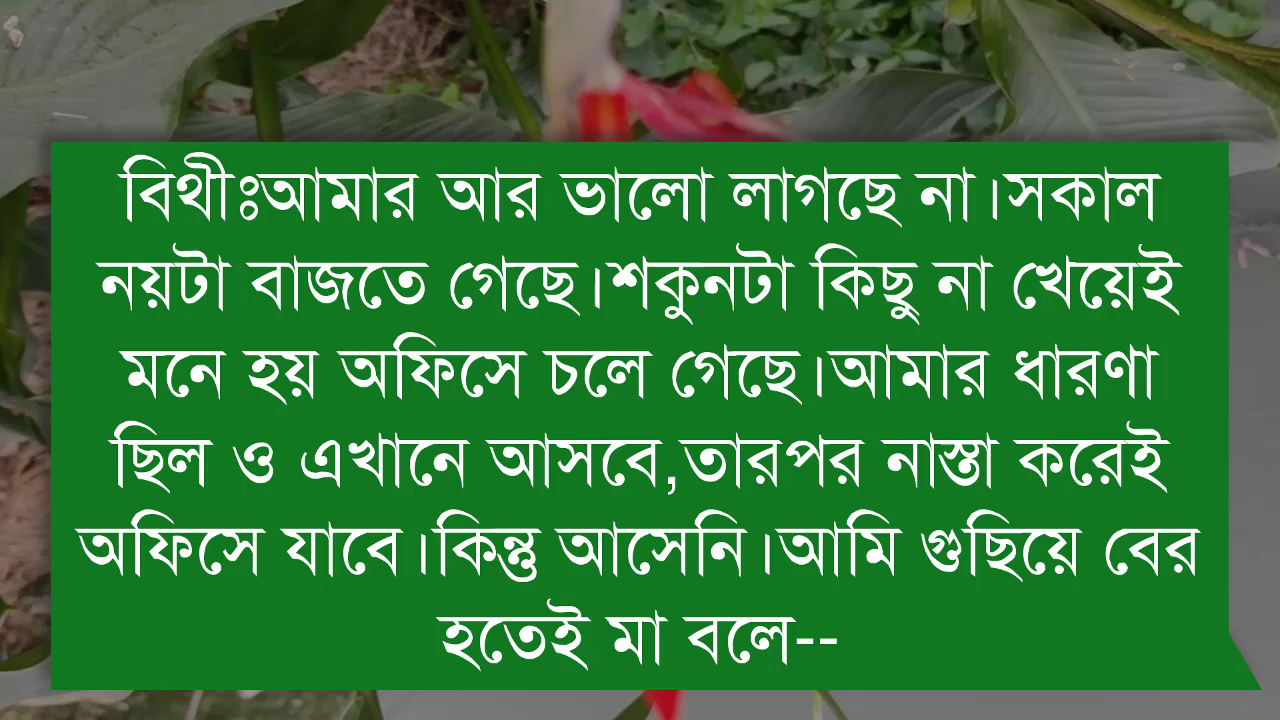 বিথীঃআমার আর ভালো লাগছে না।সকাল
নয়টা বাজতে গেছে।শকুনটা কিছু না খেয়েই
মনে হয় অফিসে চলে গেছে।আমার ধারণা
ছিল ও এখানে আসবে,তারপর নাস্তা করেই
অফিসে যাবে।কিন্তু আসেনি।আমি গুছিয়ে বের
হতেই মা বলে--